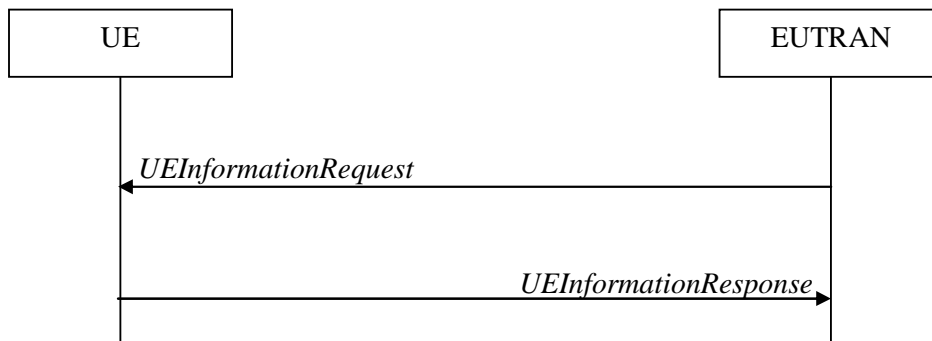 UE
EUTRAN
UEInformationRequest
UEInformationResponse